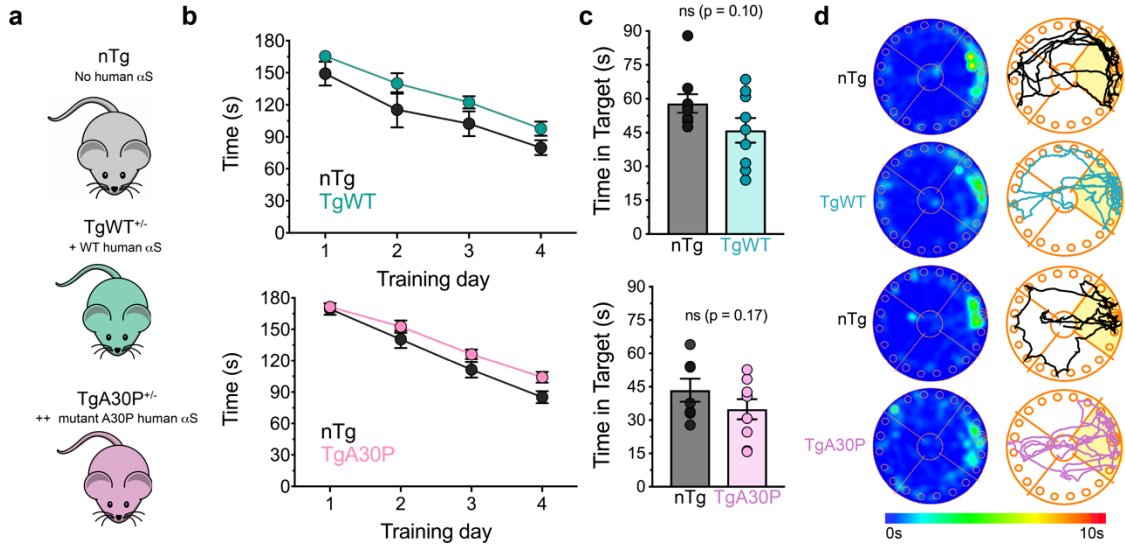 a
nTg
No human αS
TgWT+/-
+ WT human αS
TgA30P+/-
++ mutant A30P human αS
b
180
150
120
90
60
30
0
Time (s)
nTg
TgWT
1 2 3 4
Training day
180
150
120
90
60
30
0
Time (s)
nTg
TgA30P
1 2 3 4
Training day
c
ns (p = 0.10)
90
75
60
45
30
15
Time in Target (s)
nTg TgWT
ns (p = 0.17)
90
75
60
45
30
15
Time in Target (s)
nTg TgA30P
d
nTg
TgWT
nTg
TgA30P
0s 10s